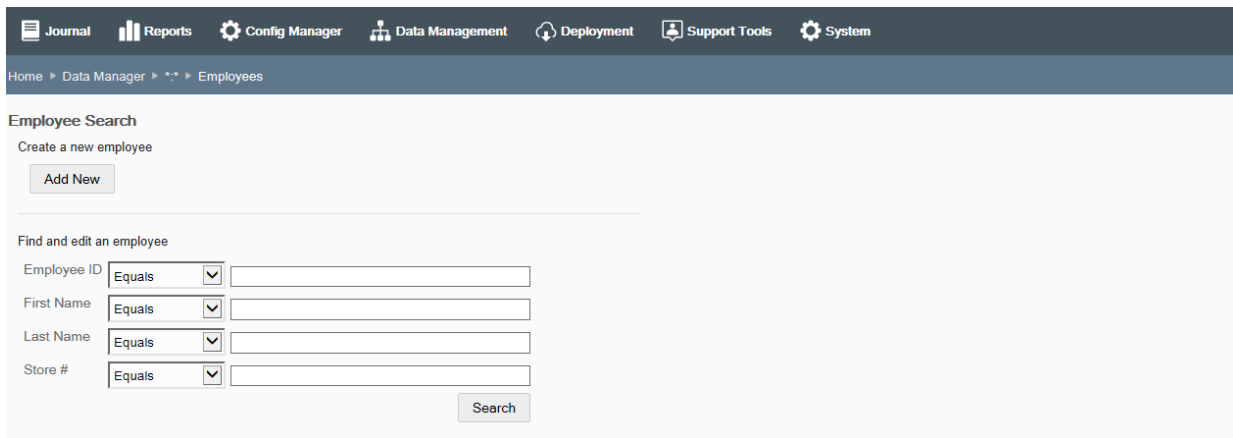 Journal Reports Config Manager Data Management Deployment Support Tools System
Home Data Manager *:* Employees
Employee Search
Create a new employee
Add New
Find and edit an employee
Employee ID Equals
First Name Equals
Last Name Equals
Store # Equals
Search